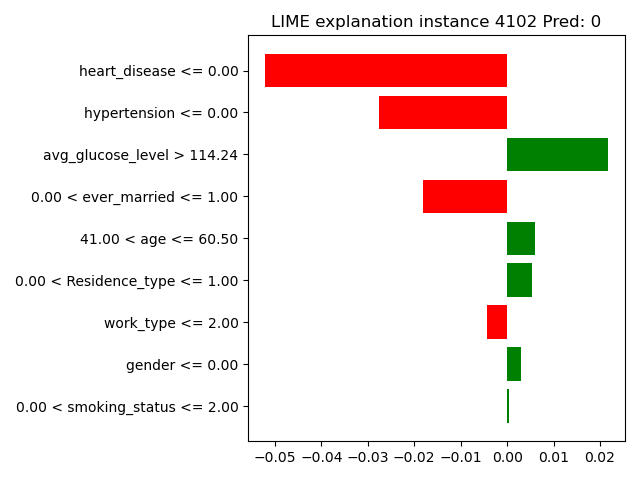 LIME explanation instance 4102 Pred: 0
heart_disease <= 0.00
hypertension <= 0.00
avg_glucose_level > 114.24
0.00 < ever_married <= 1.00
41.00 < age <= 60.50
0.00 < Residence_type <= 1.00
work_type <= 2.00
gender <= 0.00
0.00 < smoking_status <= 2.00
−0.05 −0.04 −0.03 −0.02 −0.01 0.00 0.01 0.02